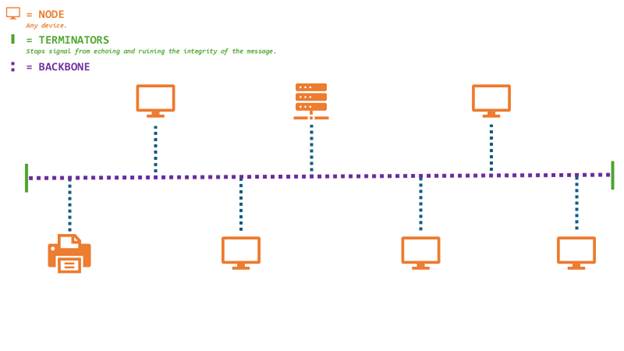 = NODE
Any device.
= TERMINATORS
Stops signal from echoing and ruining the integrity of the message.
= BACKBONE